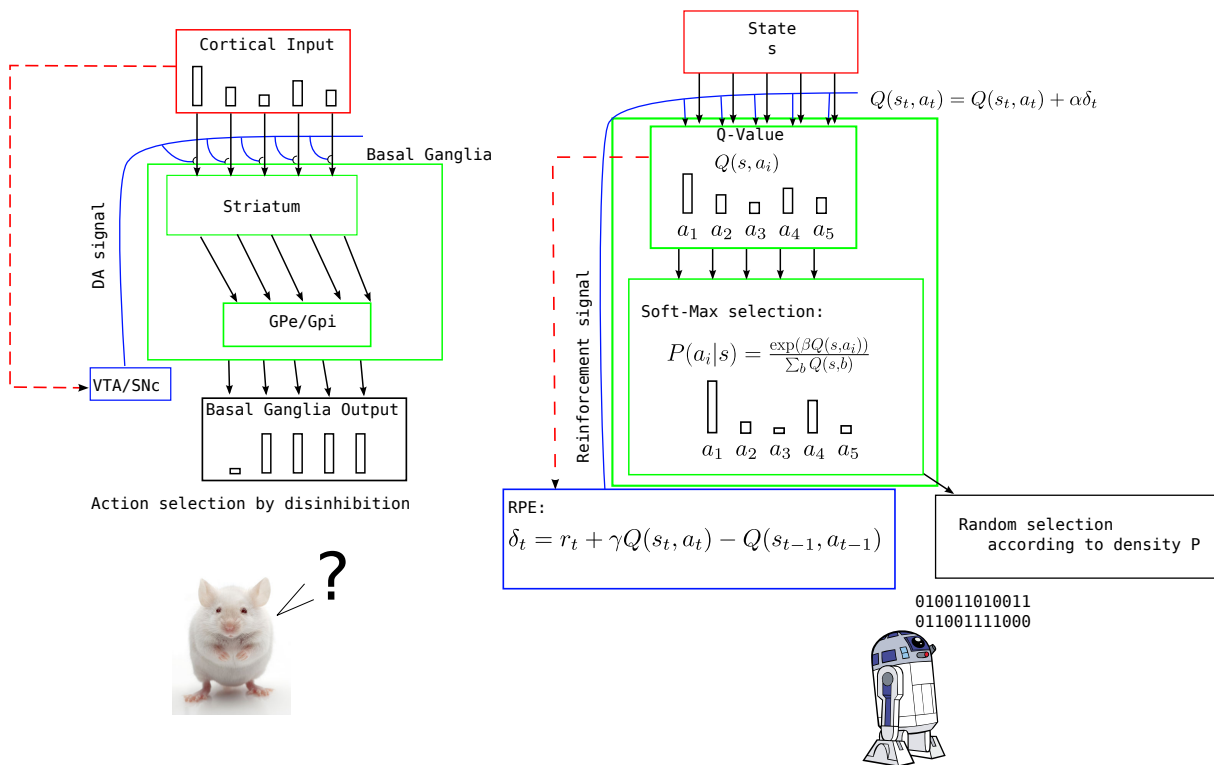 Cortical Input
Basal Ganglia
Striatum
DA signal
GPe/Gpi
VTA/SNc
Basal Ganglia Output
Action selection by disinhibition
?
State
s
Q(s_t, a_t) = Q(s_t, a_t) + αδ_t
Q-Value
Q(s, a_i)
a_1 a_2 a_3 a_4 a_5
Reinforcement signal
Soft-Max selection:
P(a_i|s) = exp(βQ(s,a_i)) / ∑_b Q(s,b)
a_1 a_2 a_3 a_4 a_5
RPE:
δ_t = r_t + γQ(s_t, a_t) − Q(s_{t−1}, a_{t−1})
Random selection
according to density P
010011010011
011001111000